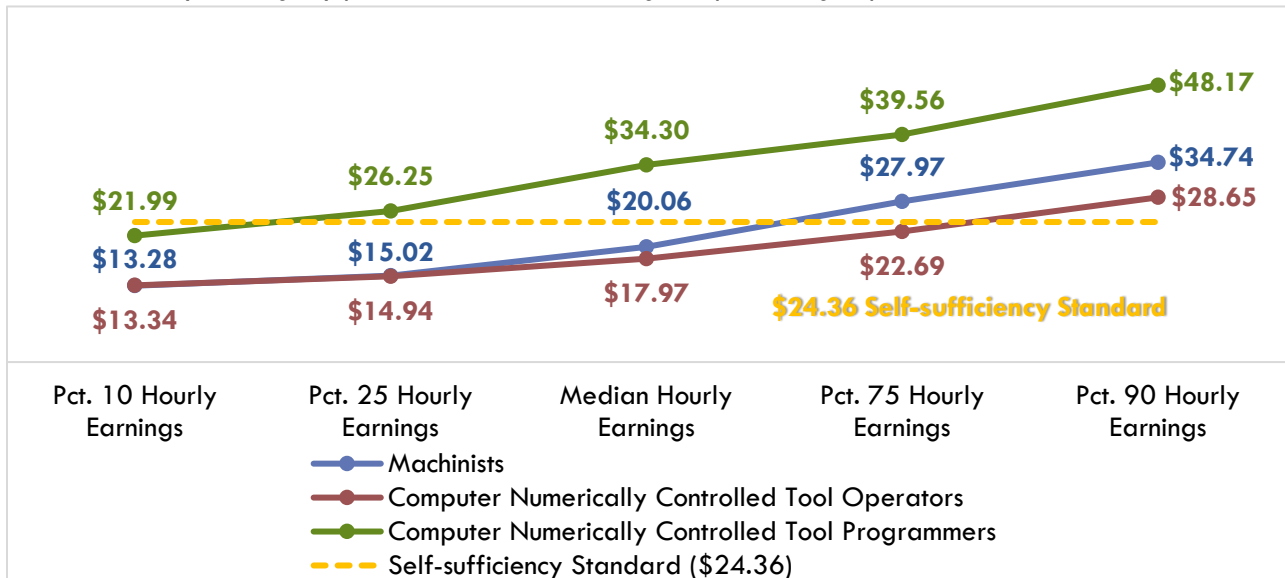 $48.17
$39.56
$34.30
$34.74
$27.97
$26.25
$28.65
$21.99
$20.06
$13.28
$15.02
$22.69
$17.97
$13.34
$14.94
$24.36 Self-sufficiency Standard
Pct. 10 Hourly
Earnings
Pct. 25 Hourly
Earnings
Median Hourly
Earnings
Pct. 75 Hourly
Earnings
Pct. 90 Hourly
Earnings
Machinists
Computer Numerically Controlled Tool Operators
Computer Numerically Controlled Tool Programmers
Self-sufficiency Standard ($24.36)